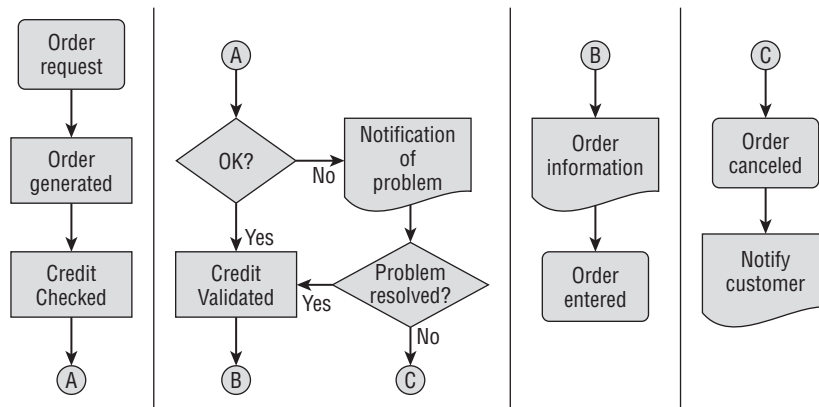 Order
request
Order
generated
Credit
Checked
A
A
OK?
No
Notification
of
problem
Yes
Credit
Validated
Yes
Problem
resolved?
No
B
C
B
Order
information
Order
entered
C
Order
canceled
Notify
customer